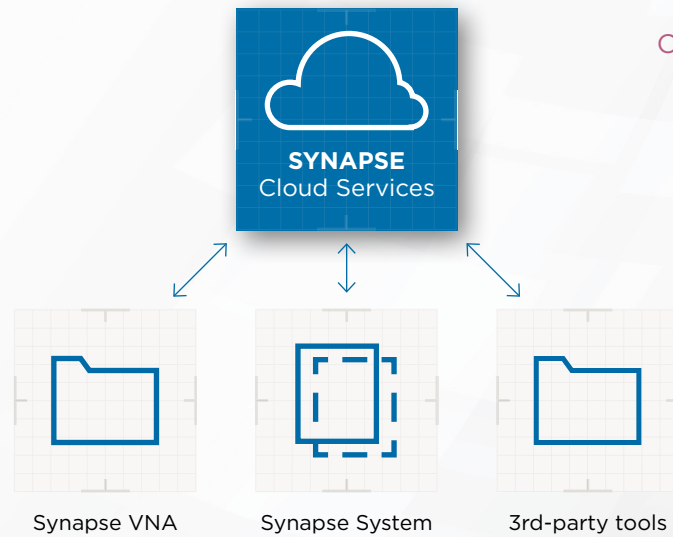 SYNAPSE
Cloud Services
Synapse VNA
Synapse System
3rd-party tools